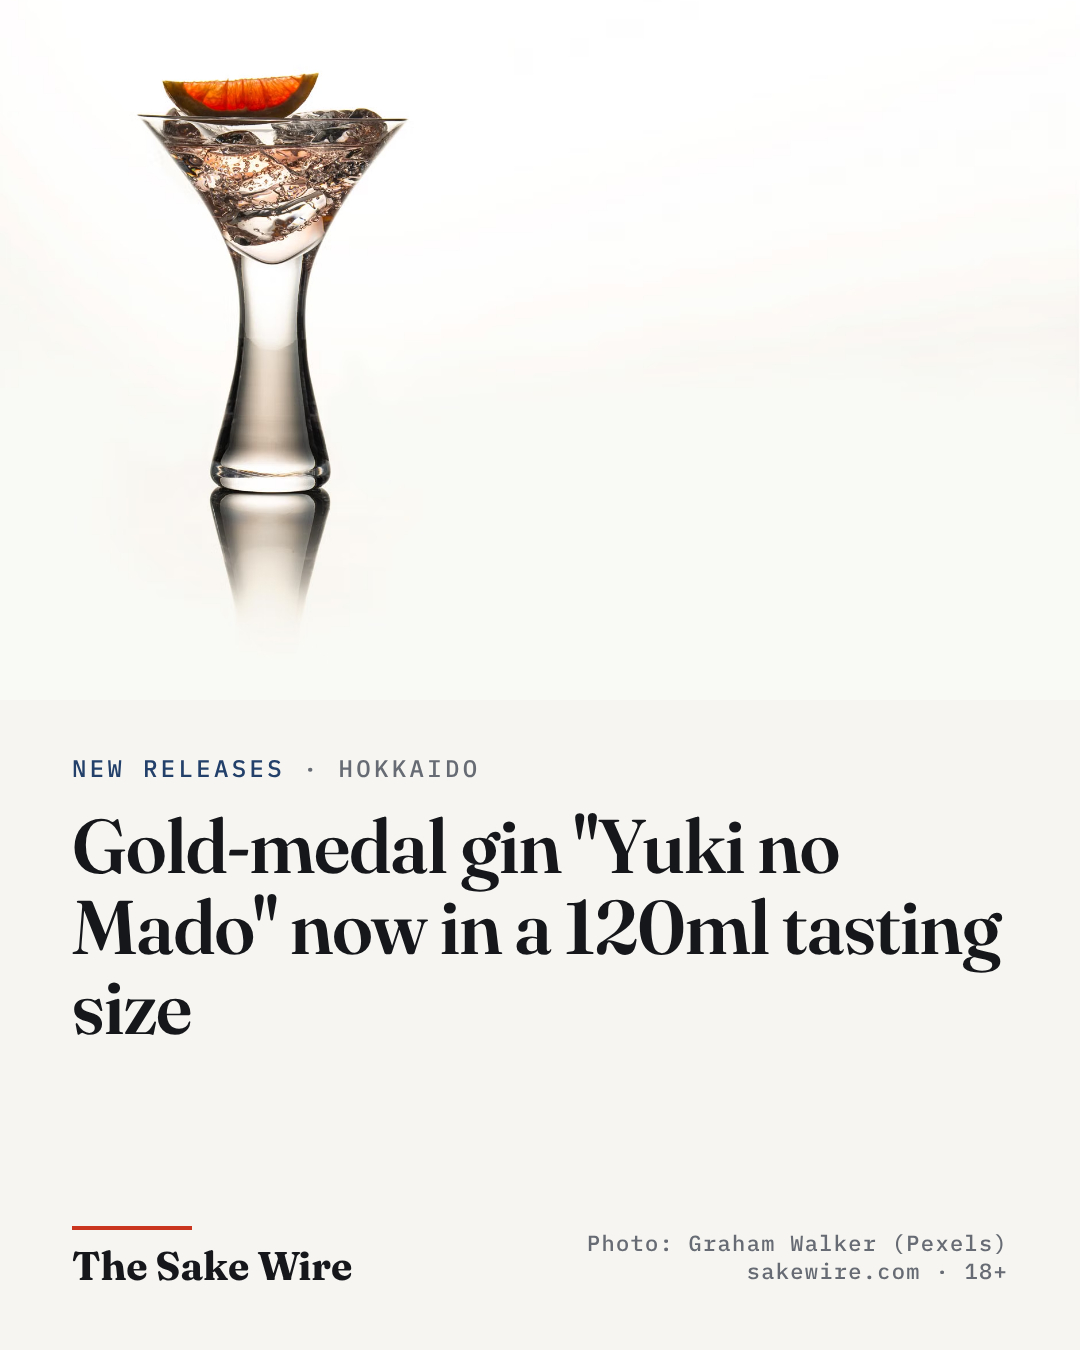 NEW RELEASES · HOKKAIDO
Gold-medal gin "Yuki no
Mado" now in a 120ml tasting
size
The Sake Wire
Photo: Graham Walker (Pexels)
sakewire.com · 18+